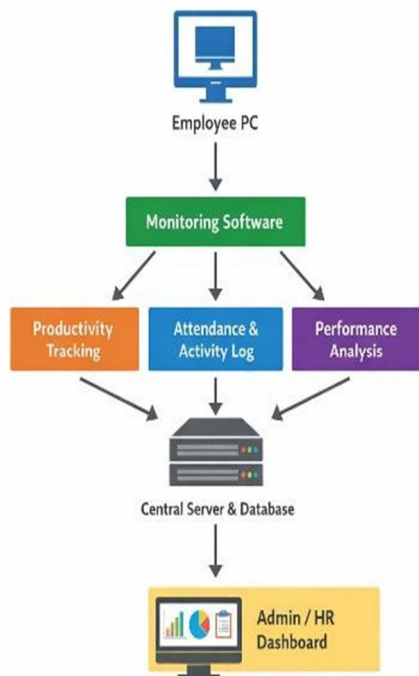 Employee PC
Monitoring Software
Productivity
Tracking
Attendance &
Activity Log
Performance
Analysis
Central Server & Database
Admin / HR
Dashboard